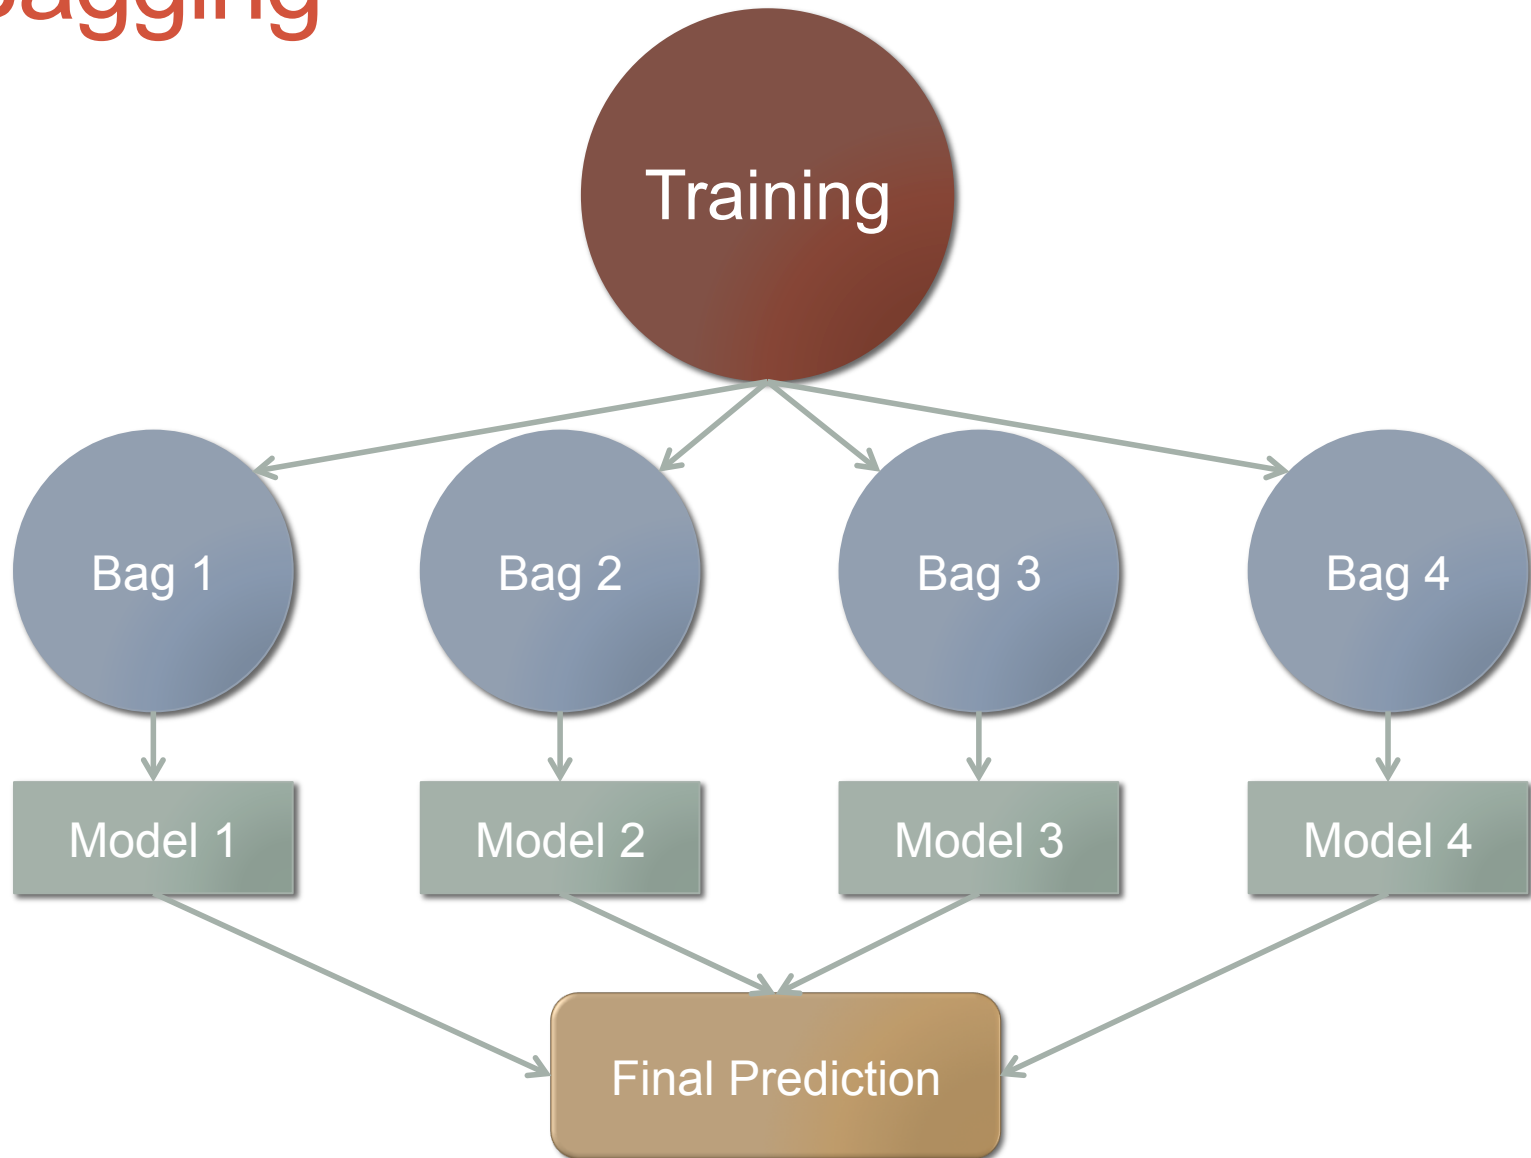 Bagging
Training
Bag 1
Bag 2
Bag 3
Bag 4
Model 1
Model 2
Model 3
Model 4
Final Prediction